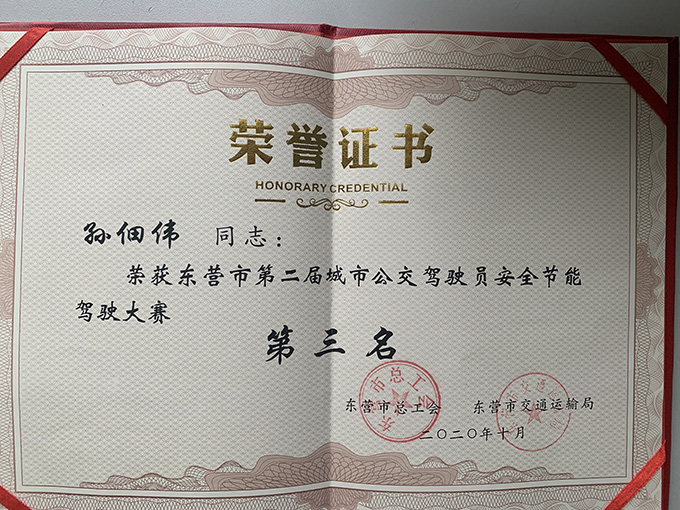 荣誉证书
HONORARY CREDENTIAL
孙佃伟 同志：
荣获东营市第二届城市公交驾驶员安全节能
驾驶大赛
第三名
东营市总工会 东营市交通运输局
二〇二〇年十月